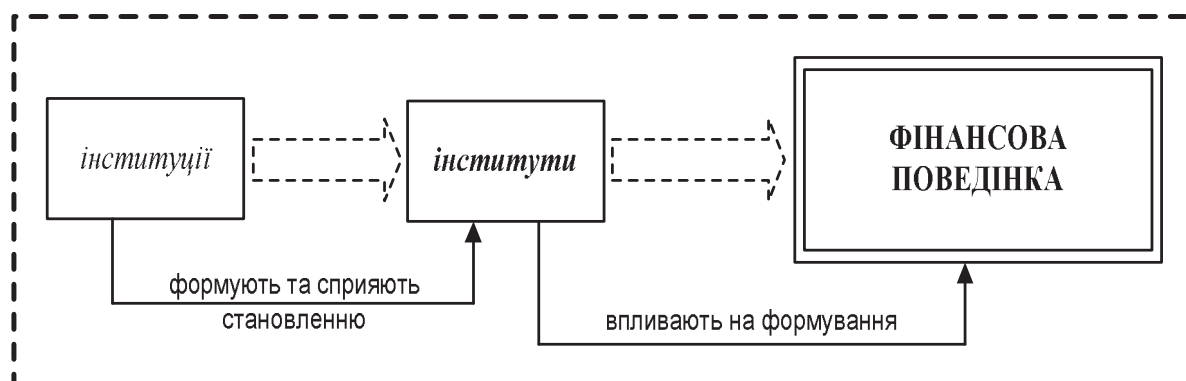 інституції
інститути
ФІНАНСОВА
ПОВЕДІНКА
формують та сприяють
становленню
впливають на формування